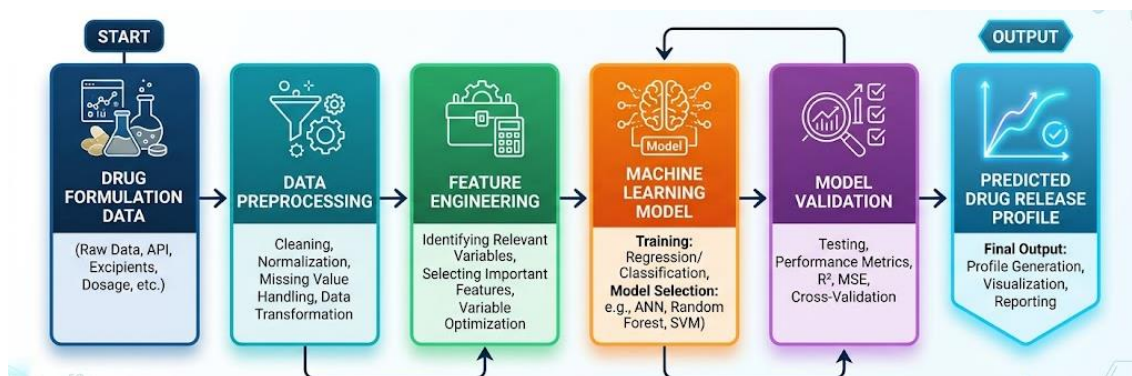 START
OUTPUT
DRUG
FORMULATION
DATA
(Raw Data, API,
Excipients,
Dosage, etc.)
DATA
PREPROCESSING
Cleaning,
Normalization,
Missing Value
Handling, Data
Transformation
FEATURE
ENGINEERING
Identifying Relevant
Variables,
Selecting Important
Features,
Variable
Optimization
Model
MACHINE
LEARNING
MODEL
Training:
Regression/
Classification,
Model Selection:
e.g., ANN, Random
Forest, SVM)
MODEL
VALIDATION
Testing,
Performance Metrics,
R², MSE,
Cross-Validation
PREDICTED
DRUG RELEASE
PROFILE
Final Output:
Profile Generation,
Visualization,
Reporting